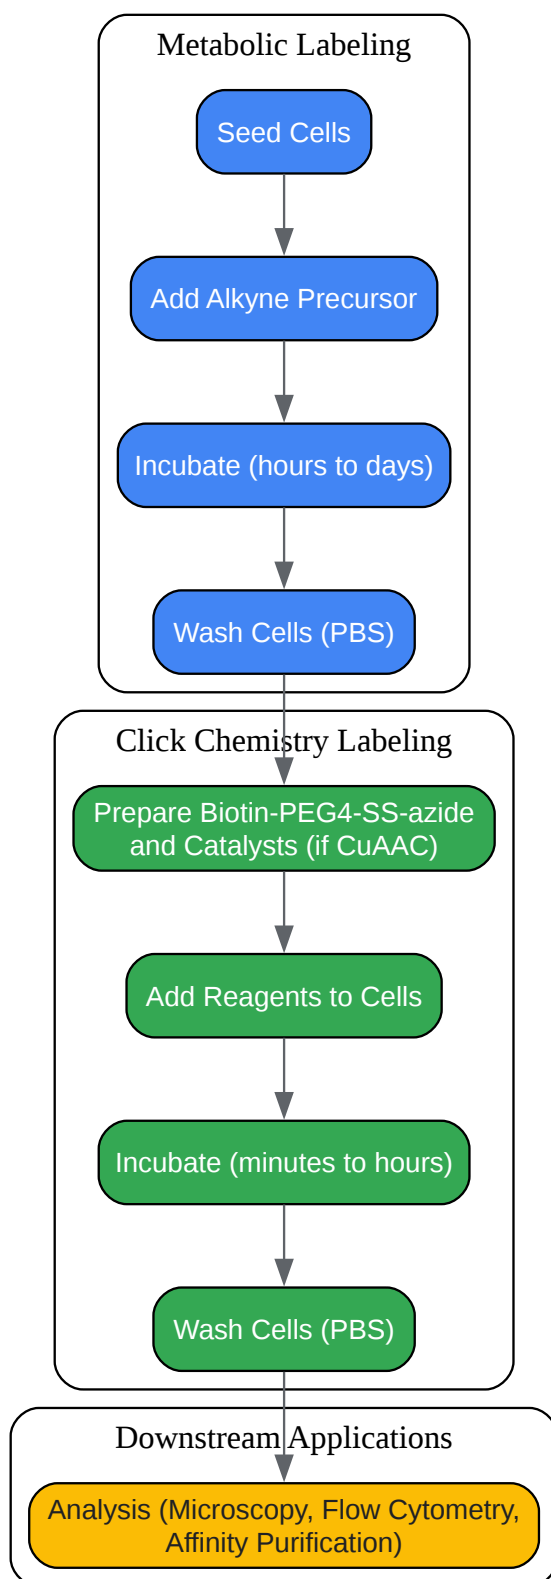 Metabolic Labeling
Seed Cells
Add Alkyne Precursor
Incubate (hours to days)
Wash Cells (PBS)
Click Chemistry Labeling
Prepare Biotin-PEG4-SS-azide
and Catalysts (if CuAAC)
Add Reagents to Cells
Incubate (minutes to hours)
Wash Cells (PBS)
Downstream Applications
Analysis (Microscopy, Flow Cytometry,
Affinity Purification)